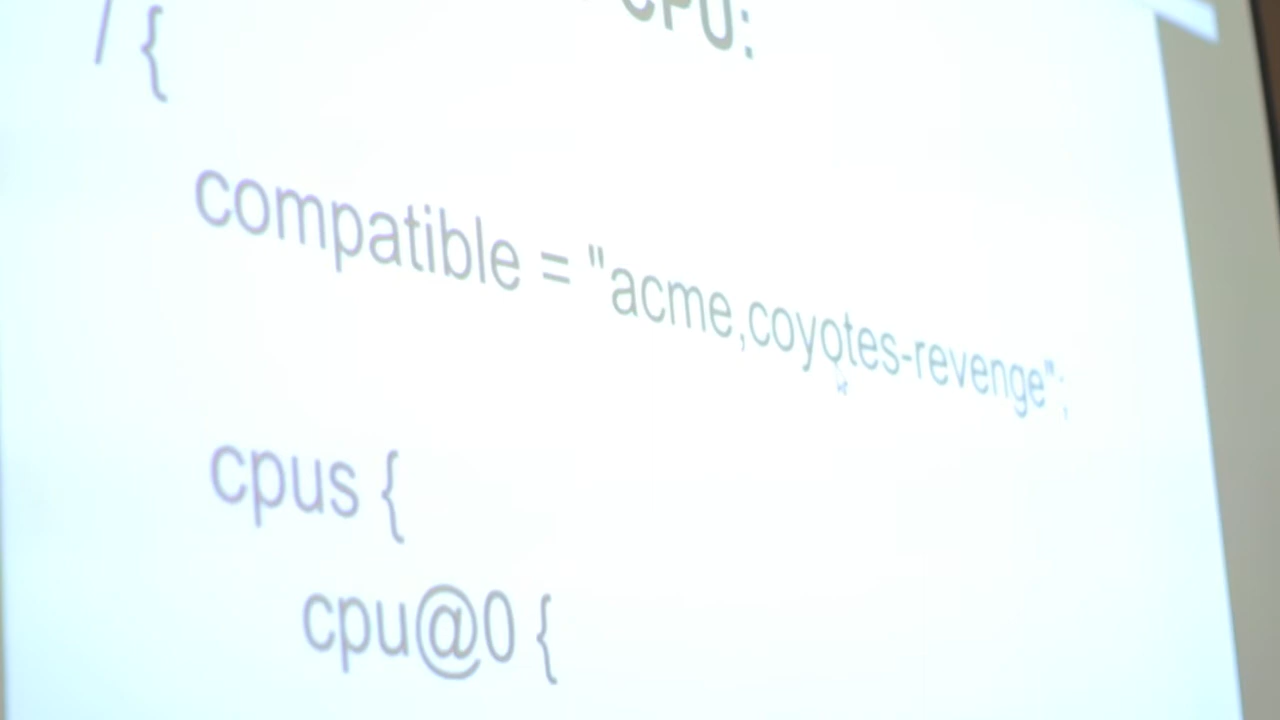 CPU:
/ {
compatible = "acme,coyotes-revenge";
cpus {
cpu@0 {